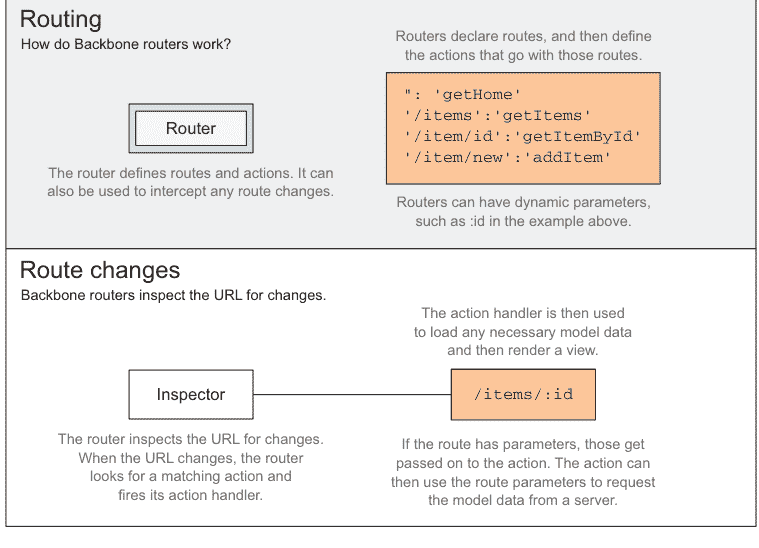 Routing
How do Backbone routers work?
Routers declare routes, and then define
the actions that go with those routes.
Router
The router defines routes and actions. It can
also be used to intercept any route changes.
'': 'getHome'
'/items':'getItems'
'/item/id':'getItemById'
'/item/new':'addItem'
Routers can have dynamic parameters,
such as :id in the example above.
Route changes
Backbone routers inspect the URL for changes.
The action handler is then used
to load any necessary model data
and then render a view.
Inspector
/items/:id
The router inspects the URL for changes.
When the URL changes, the router
looks for a matching action and
fires its action handler.
If the route has parameters, those get
passed on to the action. The action can
then use the route parameters to request
the model data from a server.